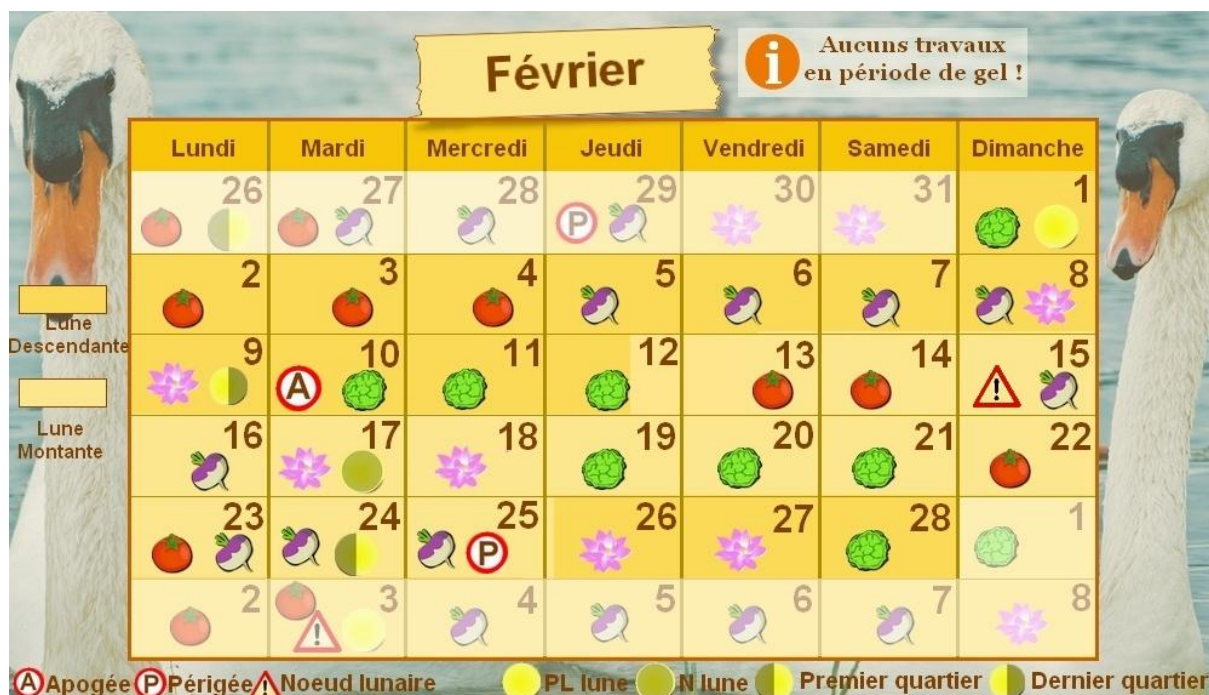 Février
i Aucuns travaux
en période de gel !
Lundi Mardi Mercredi Jeudi Vendredi Samedi Dimanche
26 27 28 29 30 31 1
P
2 3 4 5 6 7 8
Lune
Descendante
9 10 11 12 13 14 15
A !
Lune
Montante
16 17 18 19 20 21 22
23 24 25 26 27 28 1
P
2 3 4 5 6 7 8
!
A Apogée P Périgée ! Noeud lunaire PL lune N lune Premier quartier Dernier quartier